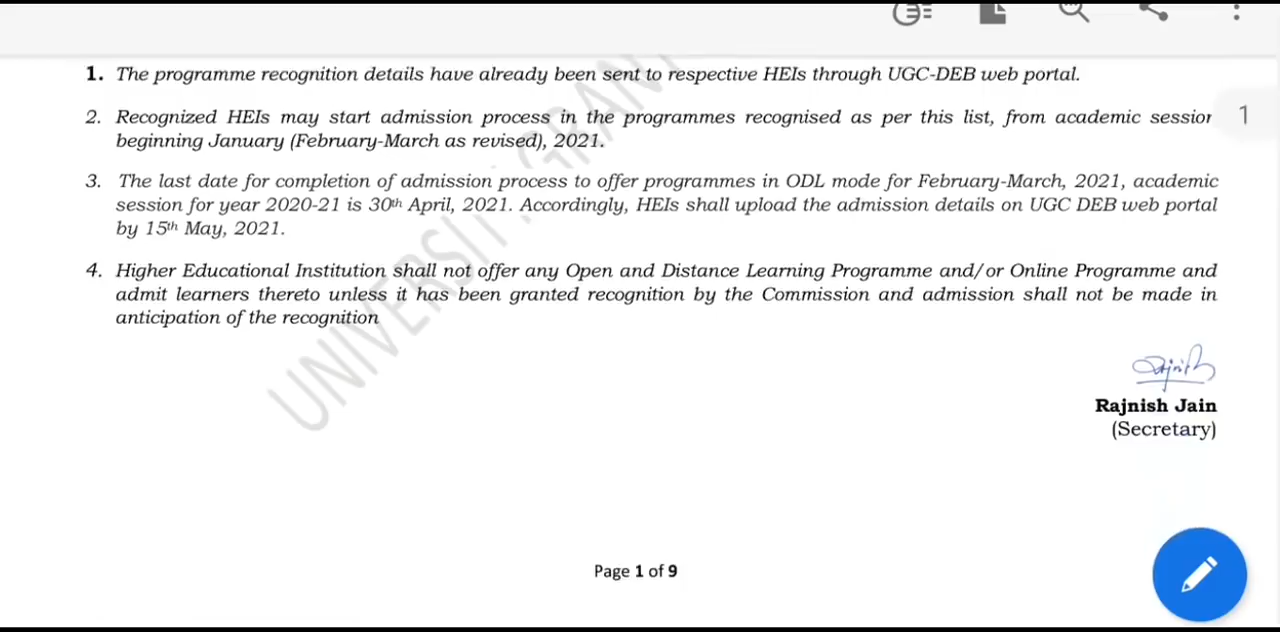 1. The programme recognition details have already been sent to respective HEIs through UGC-DEB web portal.
1
2. Recognized HEIs may start admission process in the programmes recognised as per this list, from academic session
beginning January (February-March as revised), 2021.
3. The last date for completion of admission process to offer programmes in ODL mode for February-March, 2021, academic
session for year 2020-21 is 30th April, 2021. Accordingly, HEIs shall upload the admission details on UGC DEB web portal
by 15th May, 2021.
4. Higher Educational Institution shall not offer any Open and Distance Learning Programme and/or Online Programme and
admit learners thereto unless it has been granted recognition by the Commission and admission shall not be made in
anticipation of the recognition
UNIVERSITY GRANT
Rajnish Jain
(Secretary)
Page 1 of 9